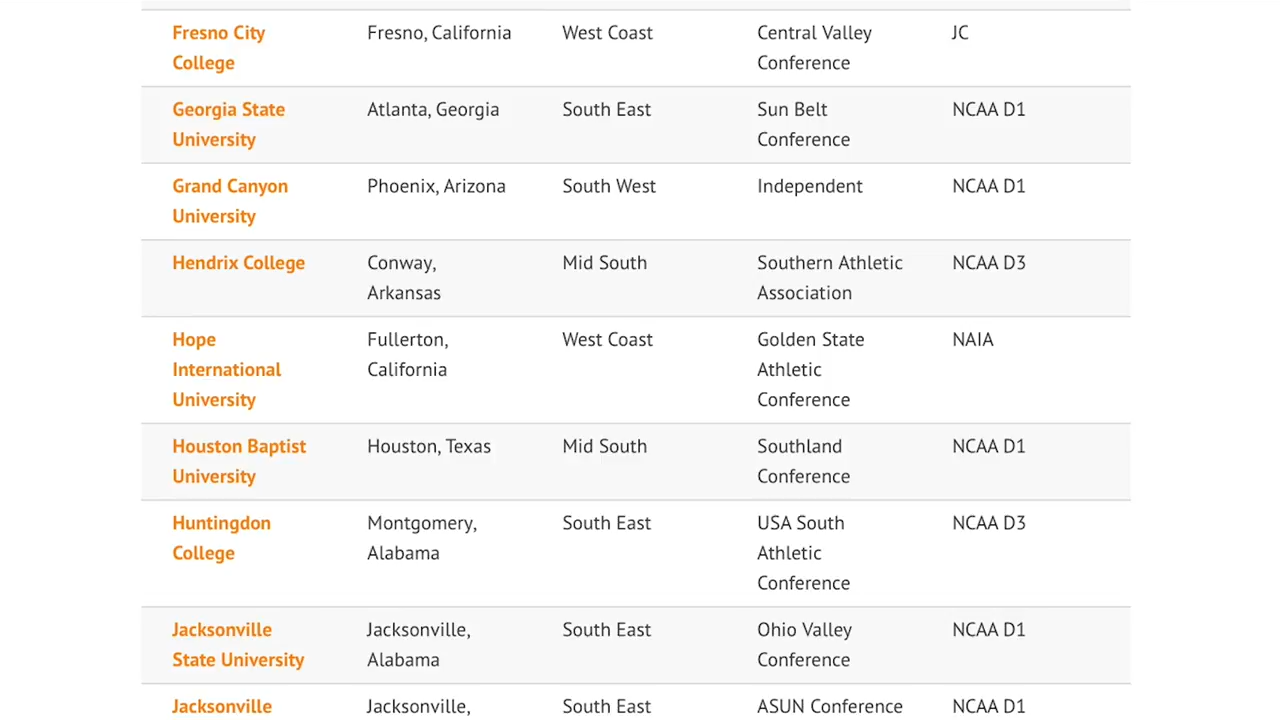 Fresno City Fresno, California West Coast Central Valley JC
College Conference
Georgia State Atlanta, Georgia South East Sun Belt NCAA D1
University Conference
Grand Canyon Phoenix, Arizona South West Independent NCAA D1
University
Hendrix College Conway, Mid South Southern Athletic NCAA D3
Arkansas Association
Hope Fullerton, West Coast Golden State NAIA
International California Athletic
University Conference
Houston Baptist Houston, Texas Mid South Southland NCAA D1
University Conference
Huntingdon Montgomery, South East USA South NCAA D3
College Alabama Athletic
Conference
Jacksonville Jacksonville, South East Ohio Valley NCAA D1
State University Alabama Conference
Jacksonville Jacksonville, South East ASUN Conference NCAA D1